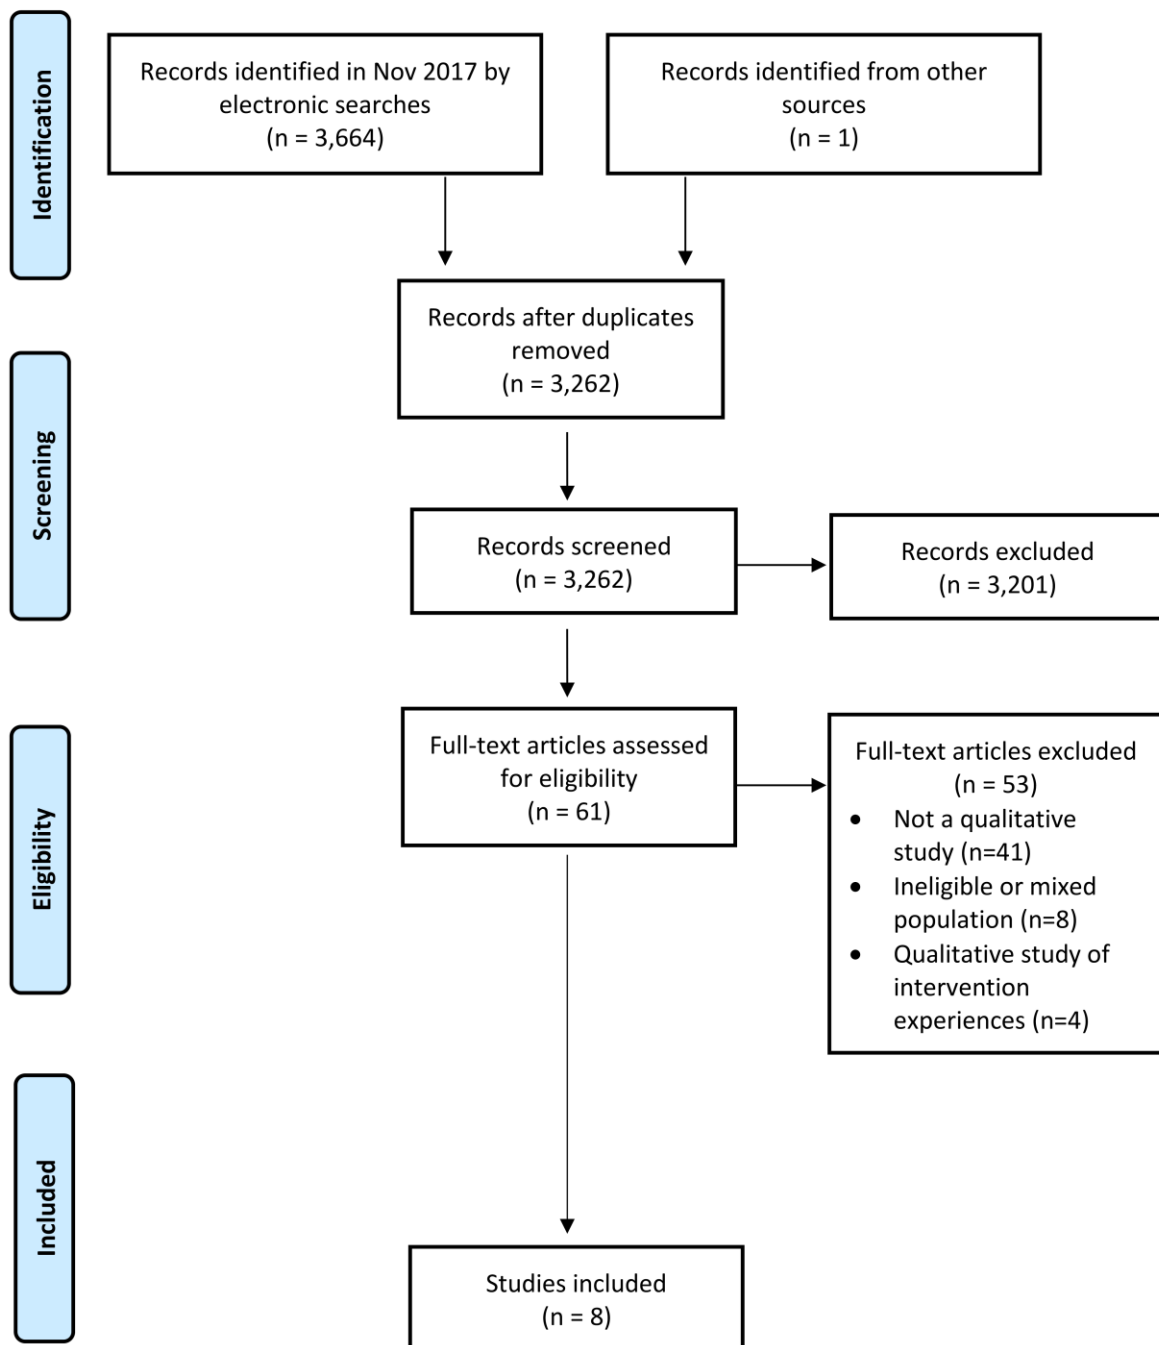 Identification
Records identified in Nov 2017 by
electronic searches
(n = 3,664)
Records identified from other
sources
(n = 1)
Records after duplicates
removed
(n = 3,262)
Screening
Records screened
(n = 3,262)
Records excluded
(n = 3,201)
Eligibility
Full-text articles assessed
for eligibility
(n = 61)
Full-text articles excluded
(n = 53)
• Not a qualitative
study (n=41)
• Ineligible or mixed
population (n=8)
• Qualitative study of
intervention
experiences (n=4)
Included
Studies included
(n = 8)